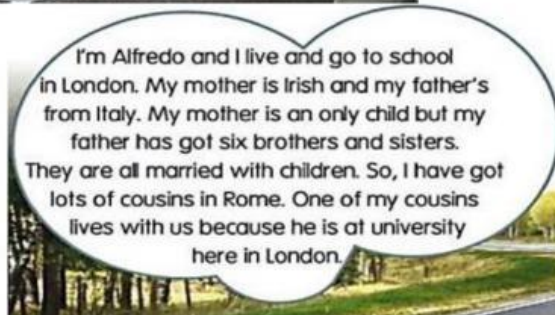 I'm Alfredo and I live and go to school
in London. My mother is Irish and my father's
from Italy. My mother is an only child but my
father has got six brothers and sisters.
They are all married with children. So, I have got
lots of cousins in Rome. One of my cousins
lives with us because he is at university
here in London.